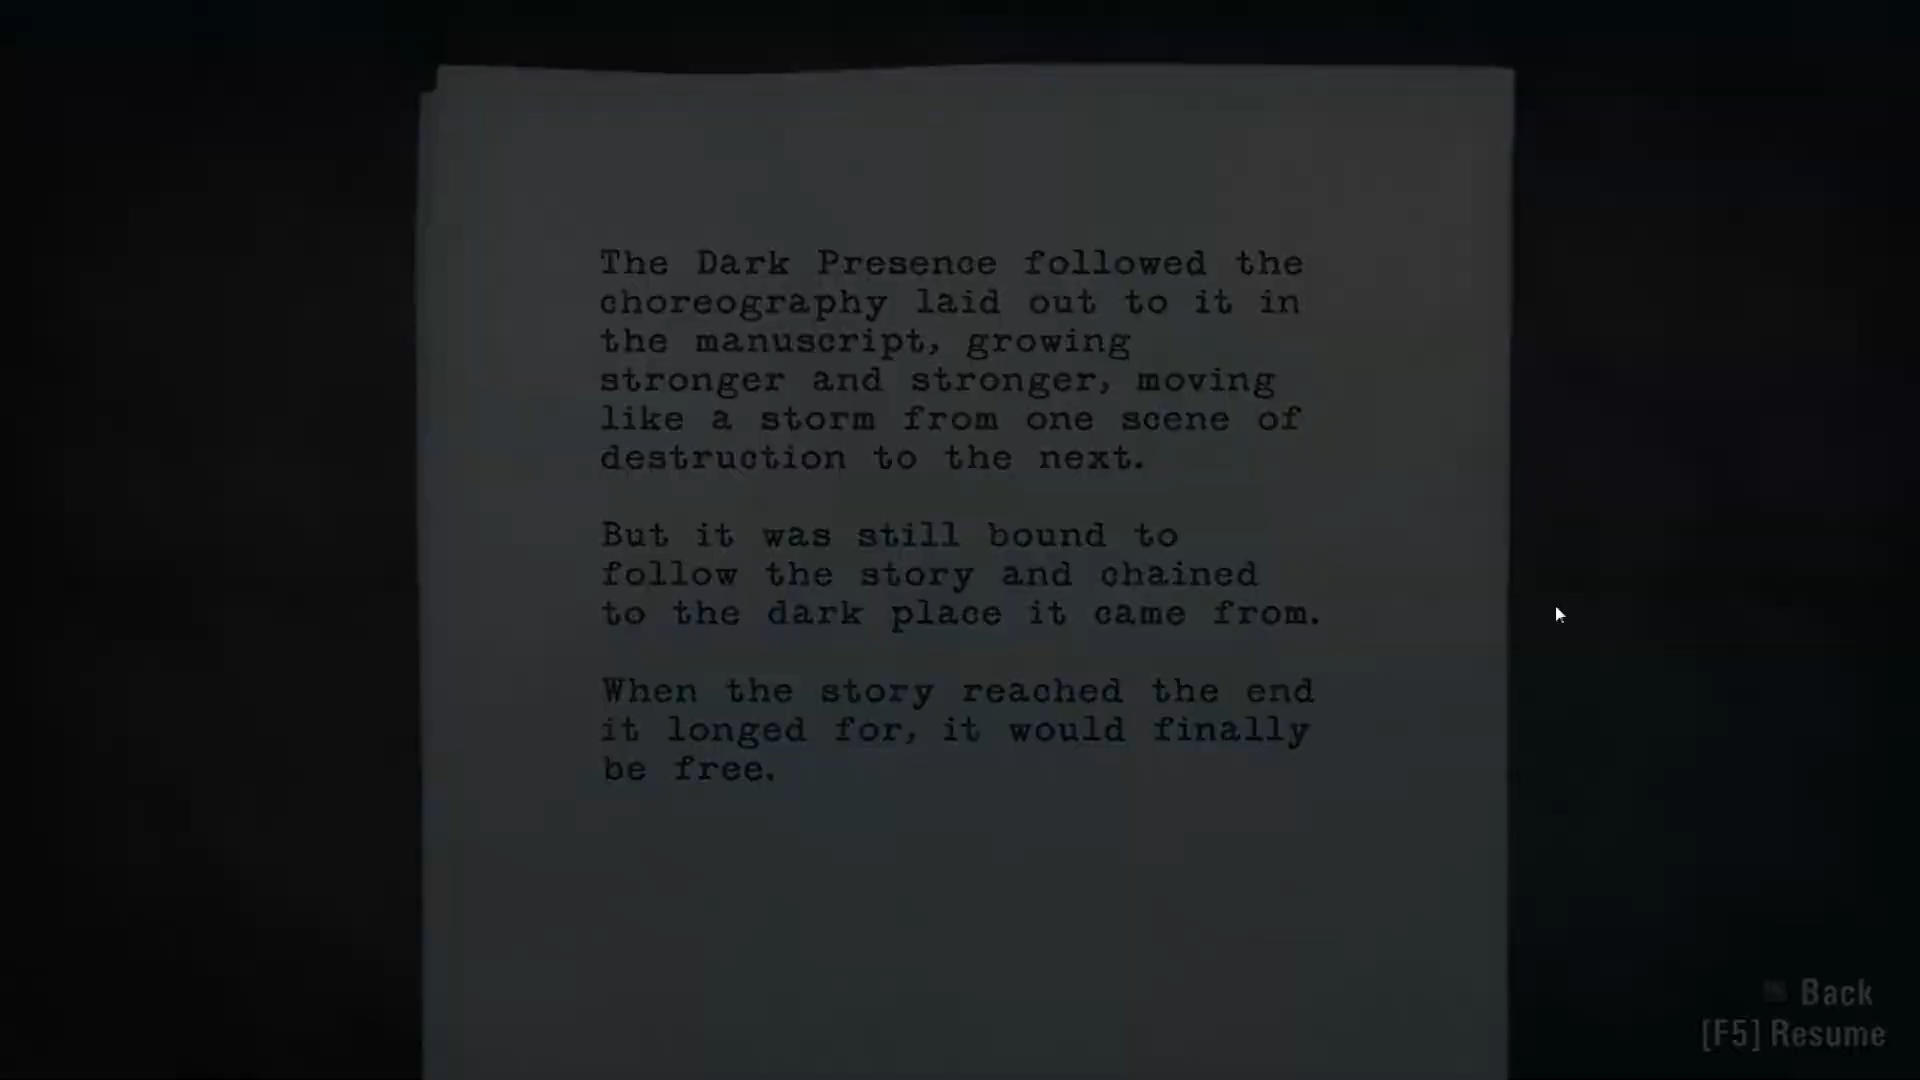 The Dark Presence followed the
choreography laid out to it in
the manuscript, growing
stronger and stronger, moving
like a storm from one scene of
destruction to the next.
But it was still bound to
follow the story and chained
to the dark place it came from.
When the story reached the end
it longed for, it would finally
be free.
Back
[F5] Resume